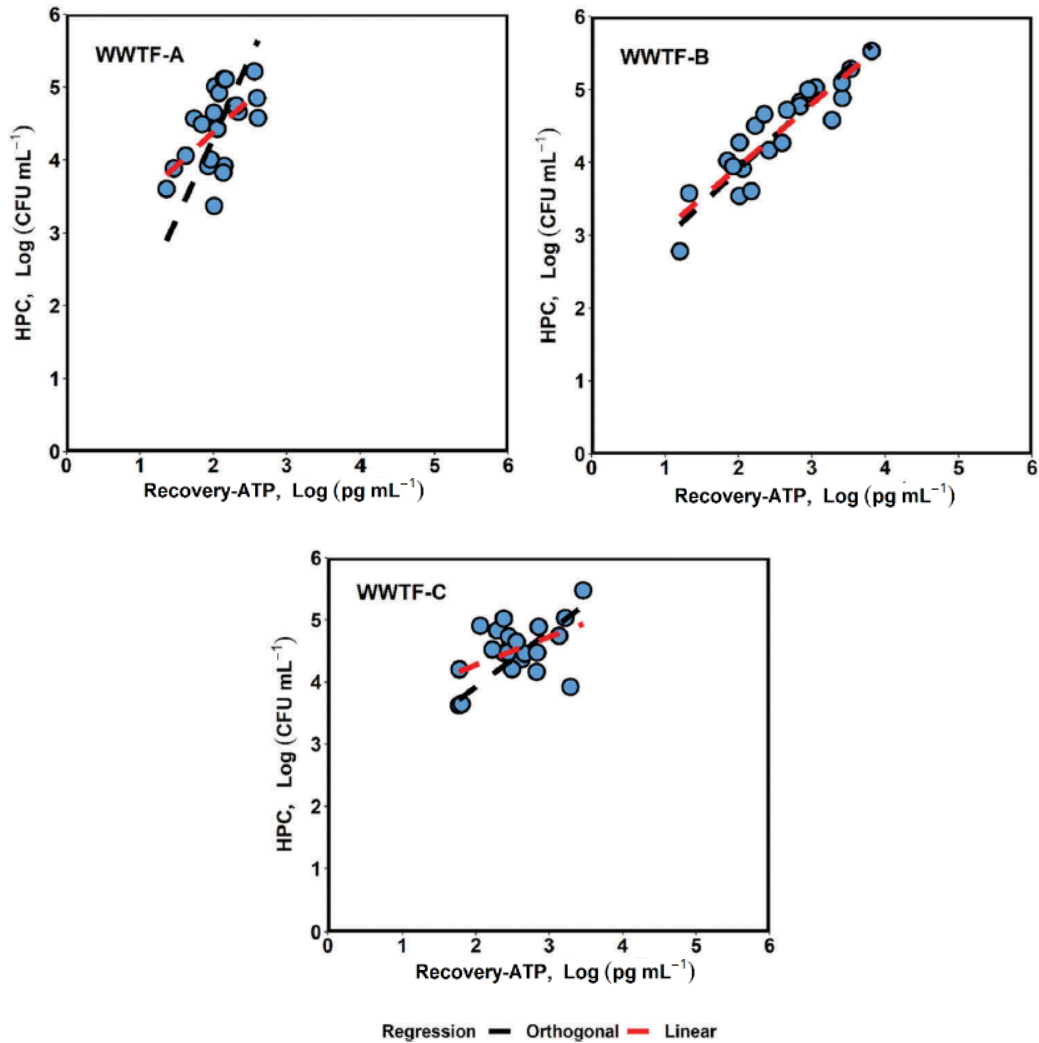 WWTF-A
6
5
4
3
2
1
0
HPC, Log (CFU mL⁻¹)
0 1 2 3 4 5 6
Recovery-ATP, Log (pg mL⁻¹)
WWTF-B
6
5
4
3
2
1
0
HPC, Log (CFU mL⁻¹)
0 1 2 3 4 5 6
Recovery-ATP, Log (pg mL⁻¹)
WWTF-C
6
5
4
3
2
1
0
HPC, Log (CFU mL⁻¹)
0 1 2 3 4 5 6
Recovery-ATP, Log (pg mL⁻¹)
Regression Orthogonal Linear